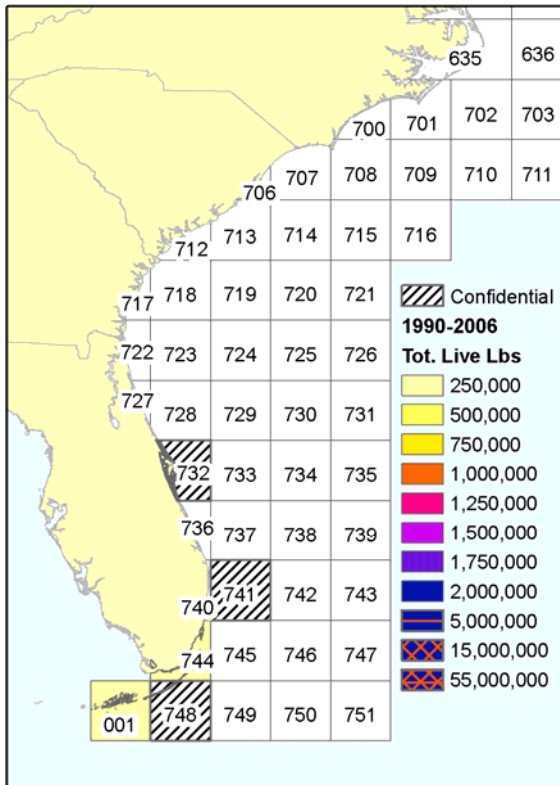 635 636
700 701 702 703
706 707 708 709 710 711
712 713 714 715 716
717 718 719 720 721
722 723 724 725 726
727 728 729 730 731
732 733 734 735
736 737 738 739
740 741 742 743
744 745 746 747
001 748 749 750 751
Confidential
1990-2006
Tot. Live Lbs
250,000
500,000
750,000
1,000,000
1,250,000
1,500,000
1,750,000
2,000,000
5,000,000
15,000,000
55,000,000